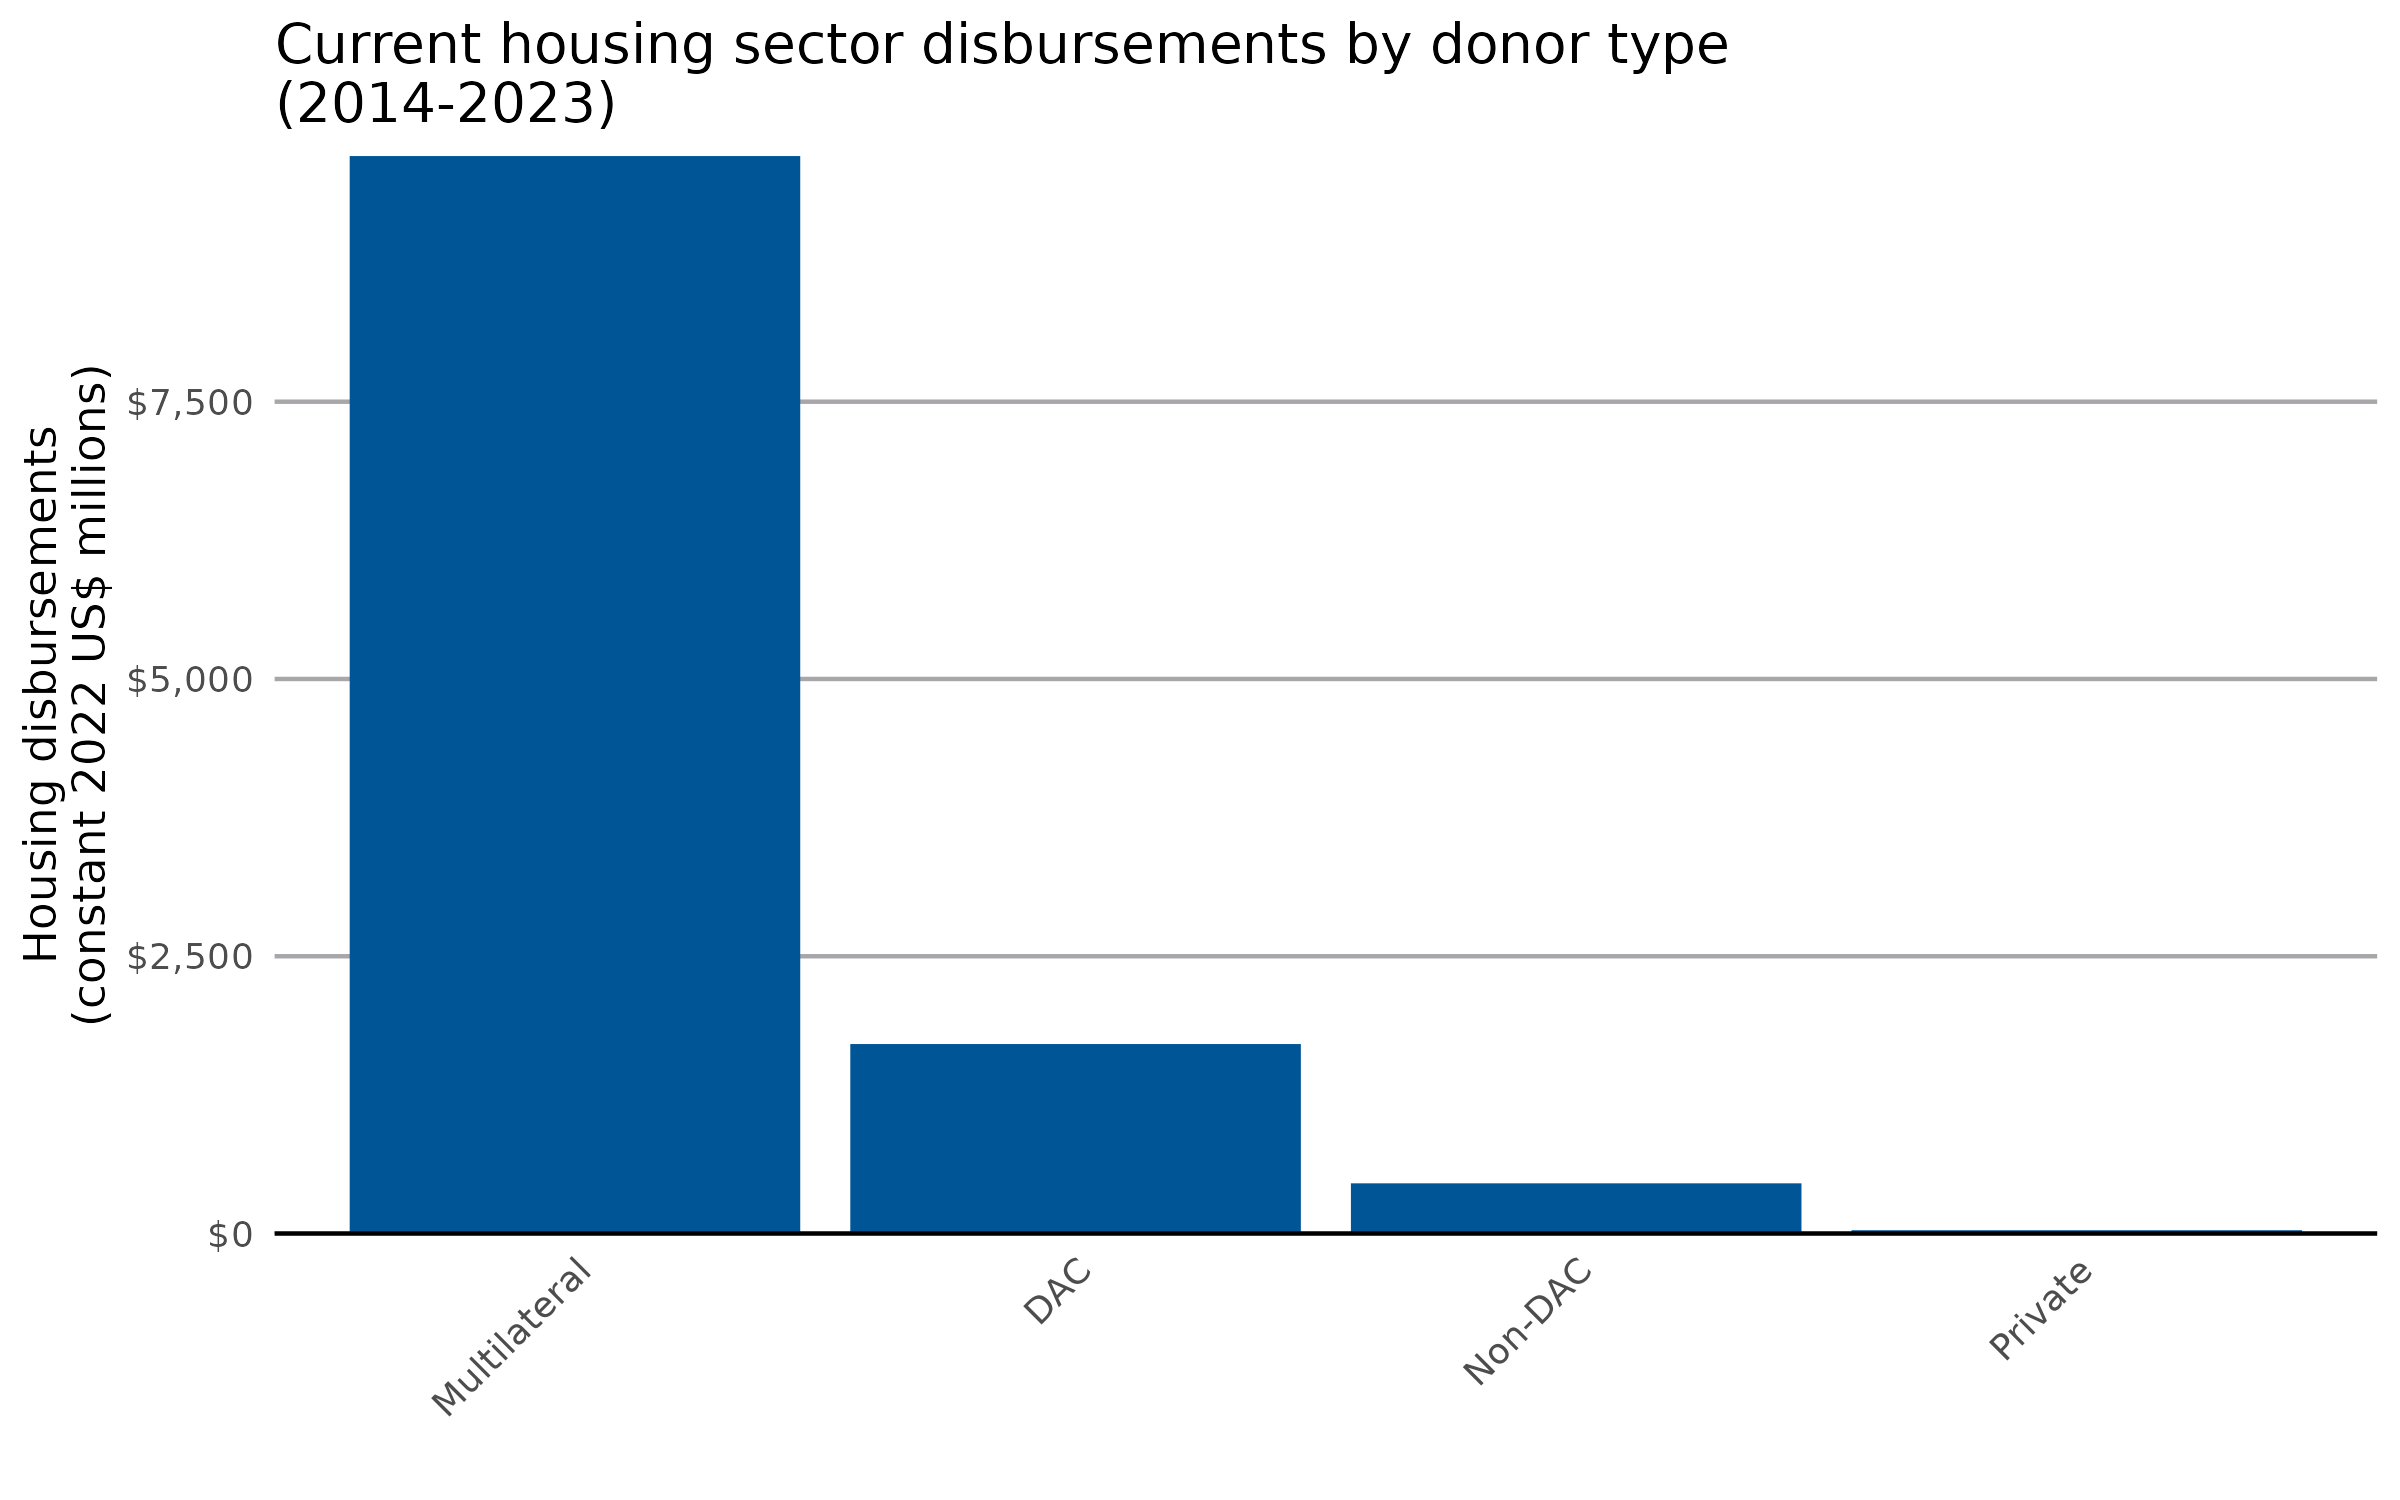 Current housing sector disbursements by donor type
(2014-2023)
Housing disbursements
(constant 2022 US$ millions)
$7,500
$5,000
$2,500
$0
Multilateral
DAC
Non-DAC
Private